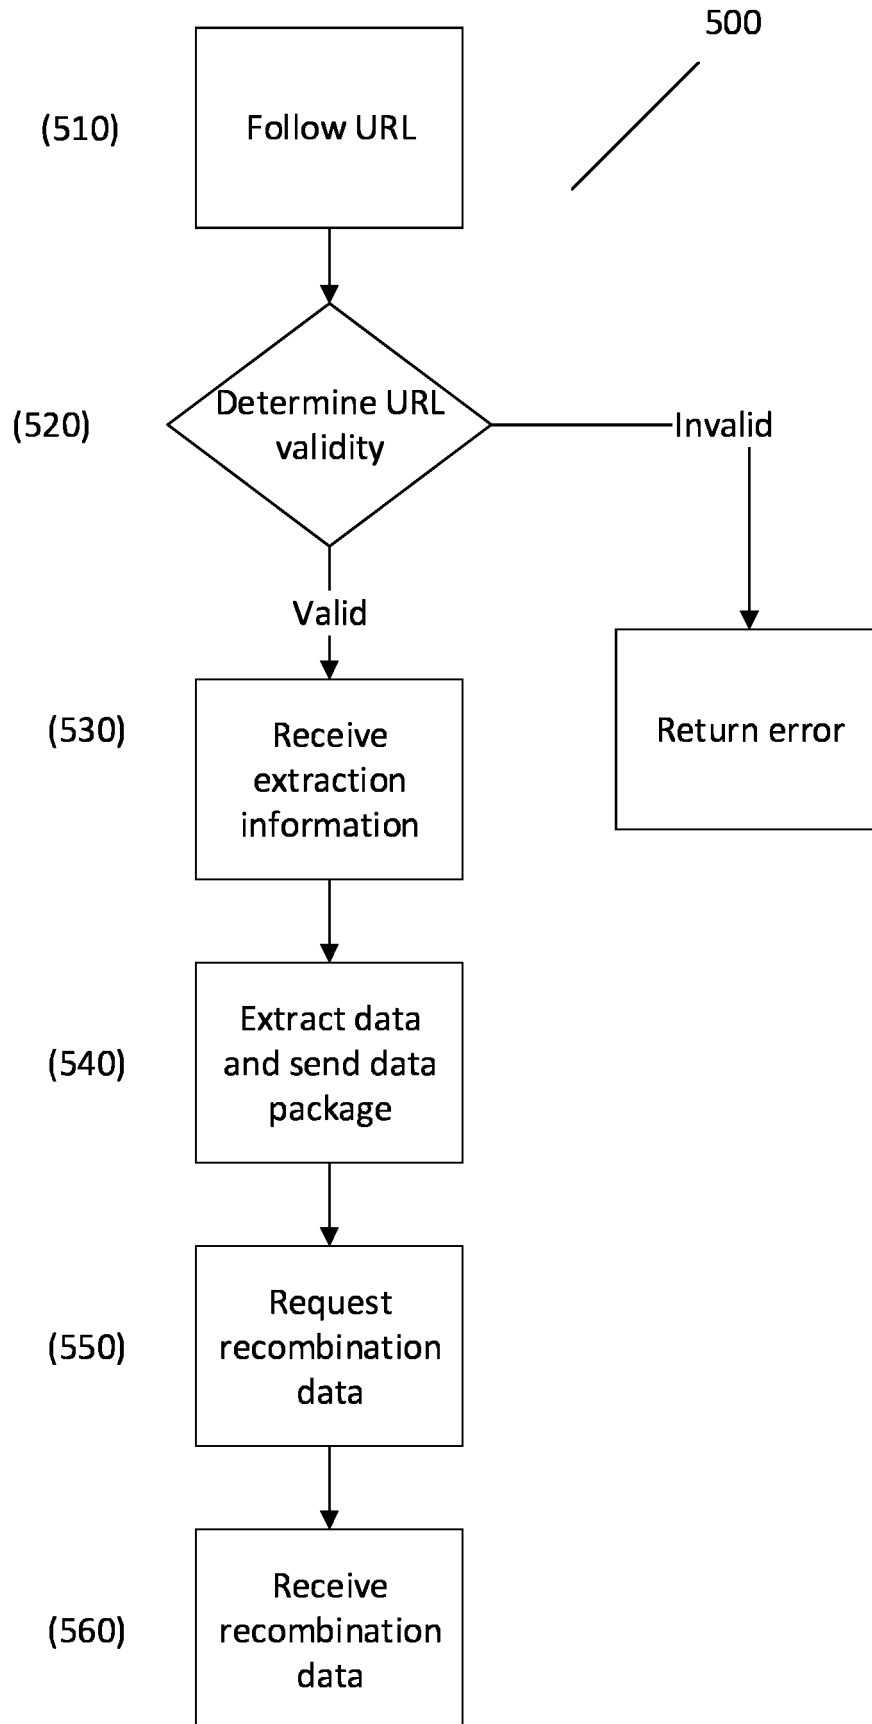 500
(510)
Follow URL
(520)
Determine URL
validity
Invalid
Valid
(530)
Receive
extraction
information
Return error
(540)
Extract data
and send data
package
(550)
Request
recombination
data
(560)
Receive
recombination
data